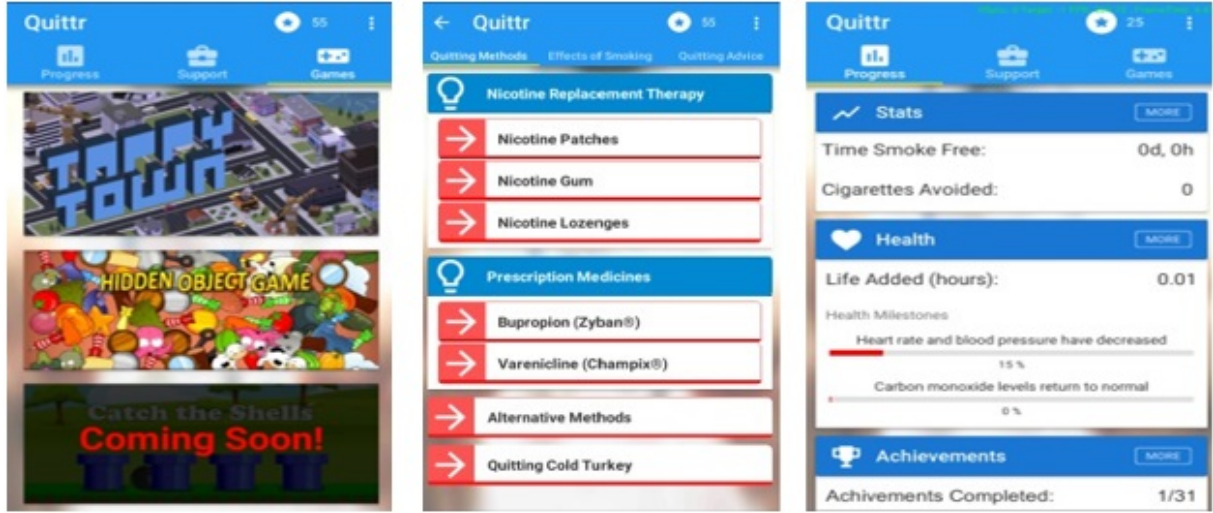 Quittr
55
Progress
Support
Games
TARRY
TOWN
HIDDEN OBJECT GAME
Catch the Shells
Coming Soon!
Quittr
55
Quitting Methods
Effects of Smoking
Quitting Advice
Nicotine Replacement Therapy
Nicotine Patches
Nicotine Gum
Nicotine Lozenges
Prescription Medicines
Bupropion (Zyban®)
Varenicline (Champix®)
Alternative Methods
Quitting Cold Turkey
Quittr
25
Progress
Support
Games
Stats
MORE
Time Smoke Free: 0d, 0h
Cigarettes Avoided: 0
Health
MORE
Life Added (hours): 0.01
Health Milestones
Heart rate and blood pressure have decreased
15 %
Carbon monoxide levels return to normal
0 %
Achievements
MORE
Achivements Completed: 1/31